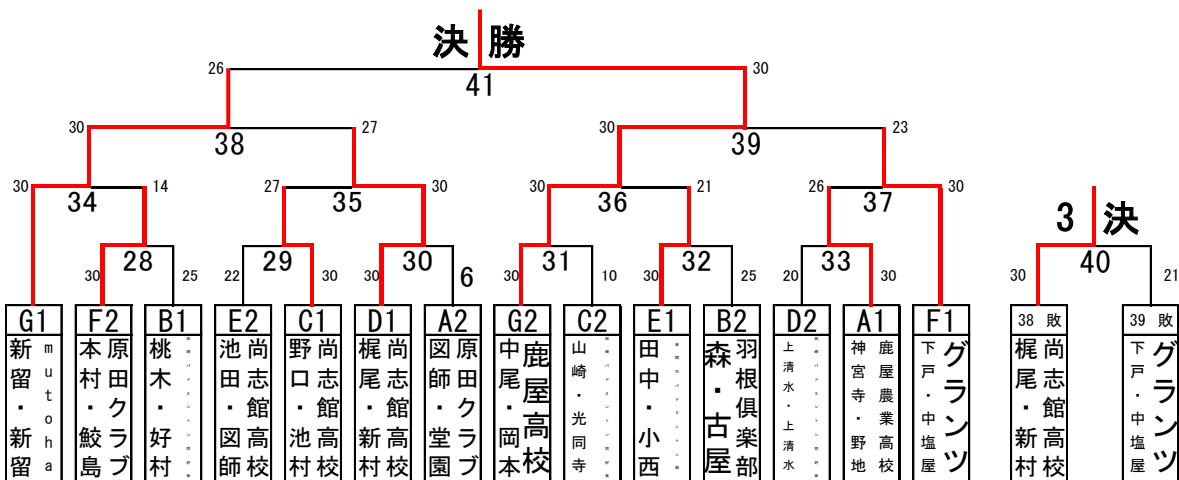 決勝
26 30
41
30 27 30 23
38 39
30 14 27 30 30 21 26 30
34 35 36 37
3決
28 29 30 31 32 33 40
30 25 22 30 30 6 30 10 30 25 20 30 30 21
G1 F2 B1 E2 C1 D1 A2 G2 C2 E1 B2 D2 A1 F1 38敗 39敗
mutoha
新留・新留
原田クラブ
本村・鮫島
桃木・好村
尚志館高校
池田・図師
尚志館高校
野口・池村
尚志館高校
梶尾・新村
原田クラブ
図師・堂園
鹿屋高校
中尾・岡本
山崎・光同寺
田中・小西
羽根倶楽部
森・古屋
上清水・上清水
鹿屋農業高校
神宮寺・野地
グランツ
下戸・中塩屋
尚志館高校
梶尾・新村
グランツ
下戸・中塩屋